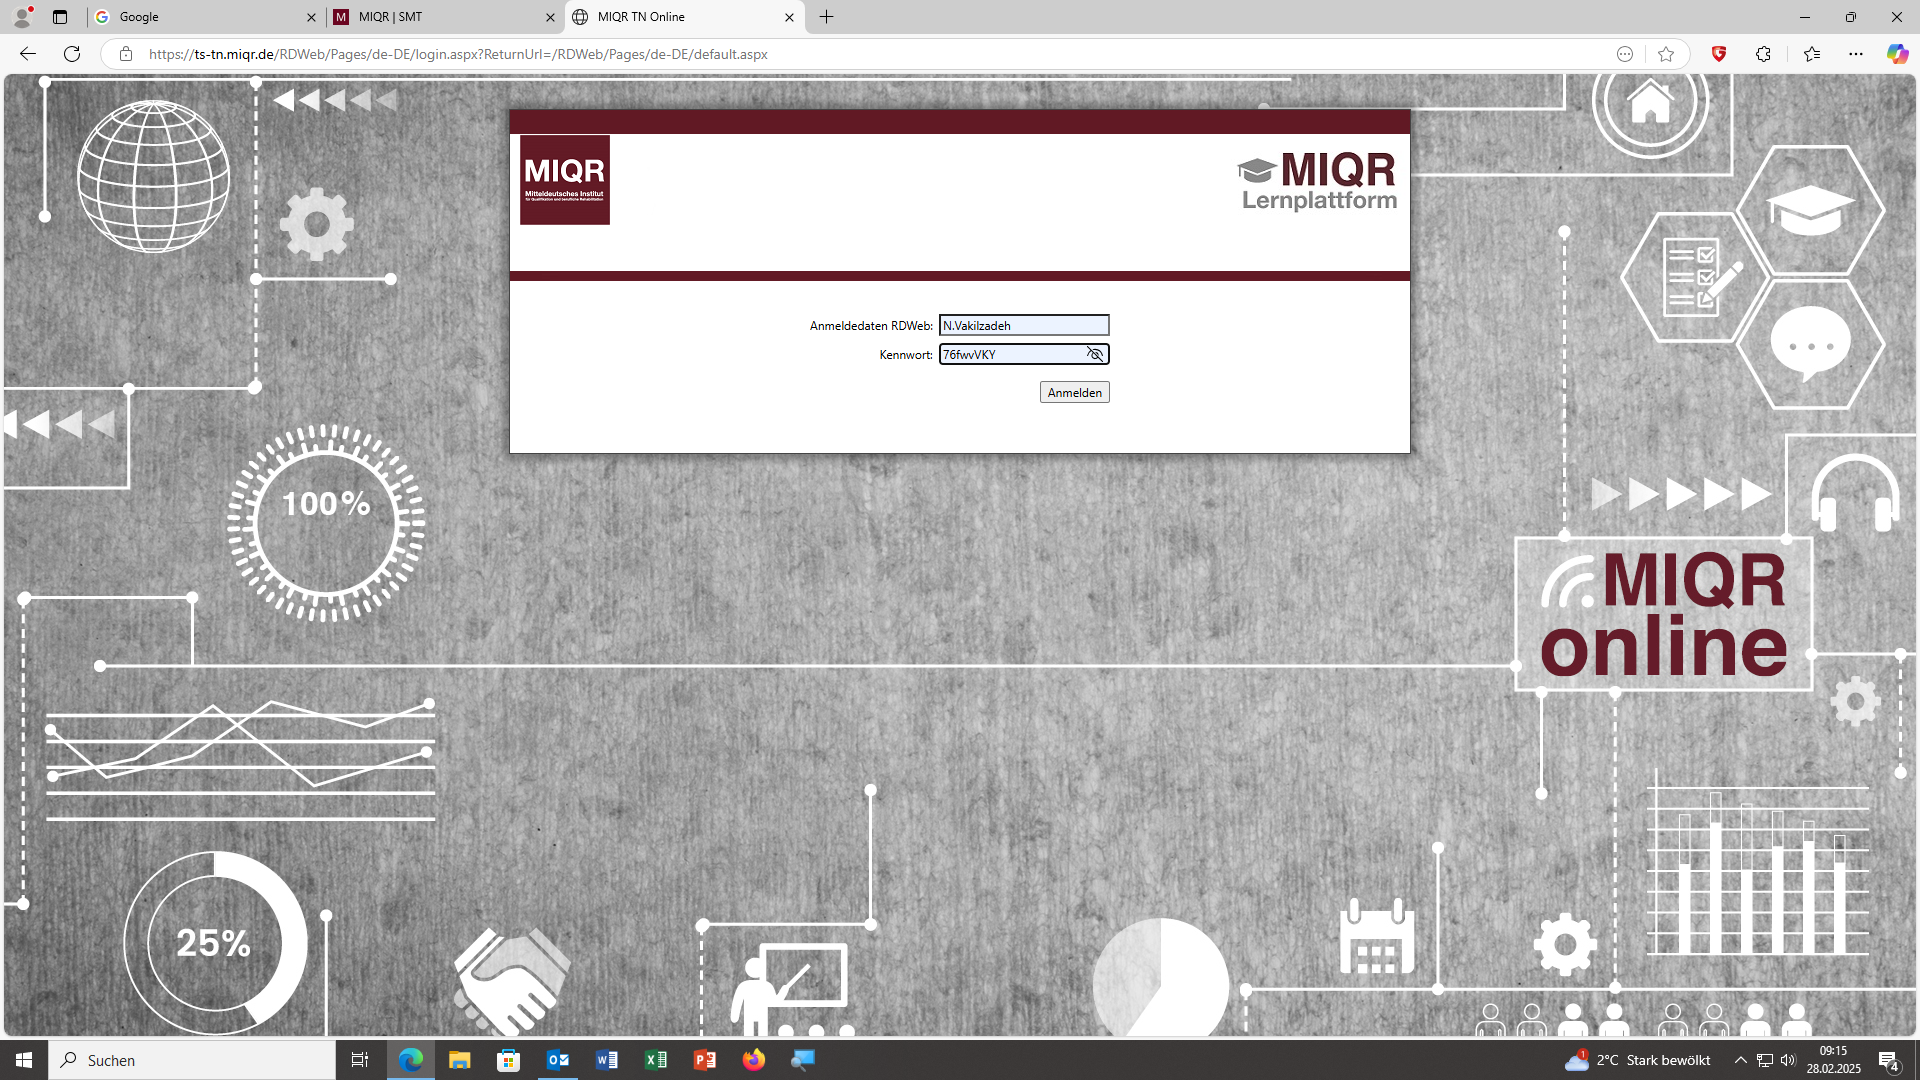 Google
MIQR | SMT
MIQR TN Online
https://ts-tn.miqr.de/RDWeb/Pages/de-DE/login.aspx?ReturnUrl=/RDWeb/Pages/de-DE/default.aspx
MIQR
Mitteldeutsches Institut
für Qualifikation und berufliche Rehabilitation
MIQR
Lernplattform
Anmeldedaten RDWeb:
N.Vakilzadeh
Kennwort:
76fwvVKY
Anmelden
100%
MIQR
online
25%
Suchen
1
2°C Stark bewölkt
09:15
28.02.2025
4